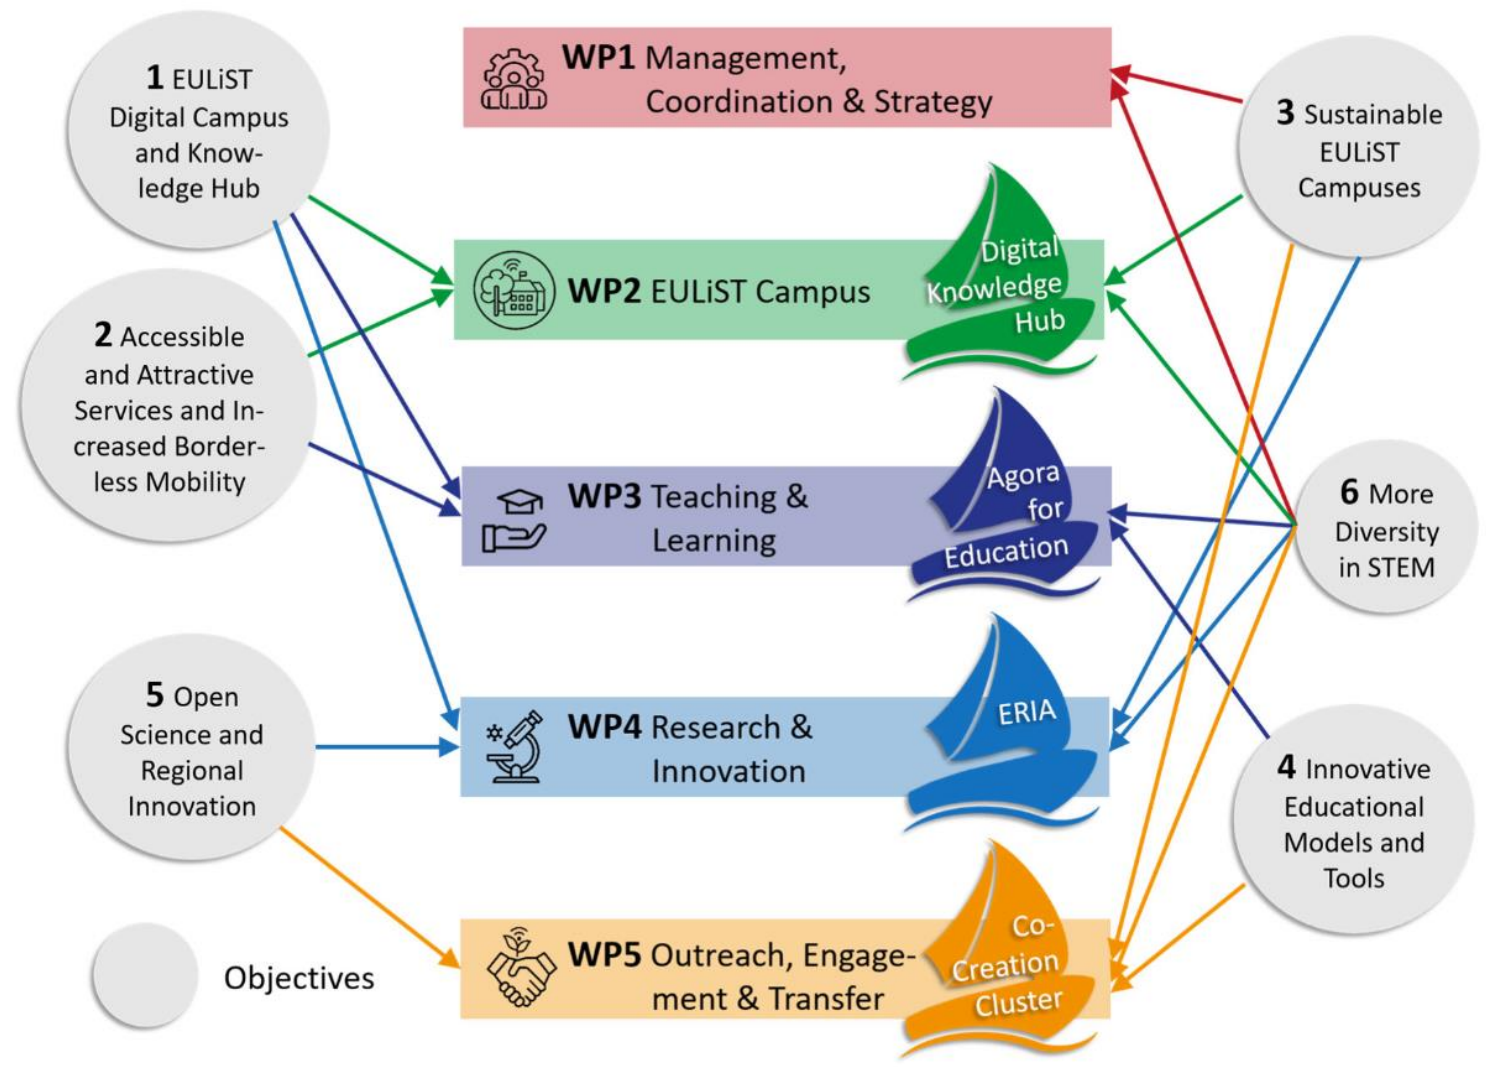 1 EULiST
Digital Campus
and Know-
ledge Hub
2 Accessible
and Attractive
Services and In-
creased Border-
less Mobility
5 Open
Science and
Regional
Innovation
Objectives
WP1 Management,
Coordination & Strategy
WP2 EULiST Campus
Digital
Knowledge
Hub
WP3 Teaching &
Learning
Agora
for
Education
WP4 Research &
Innovation
ERIA
WP5 Outreach, Engage-
ment & Transfer
Co-
Creation
Cluster
3 Sustainable
EULiST
Campuses
6 More
Diversity
in STEM
4 Innovative
Educational
Models and
Tools